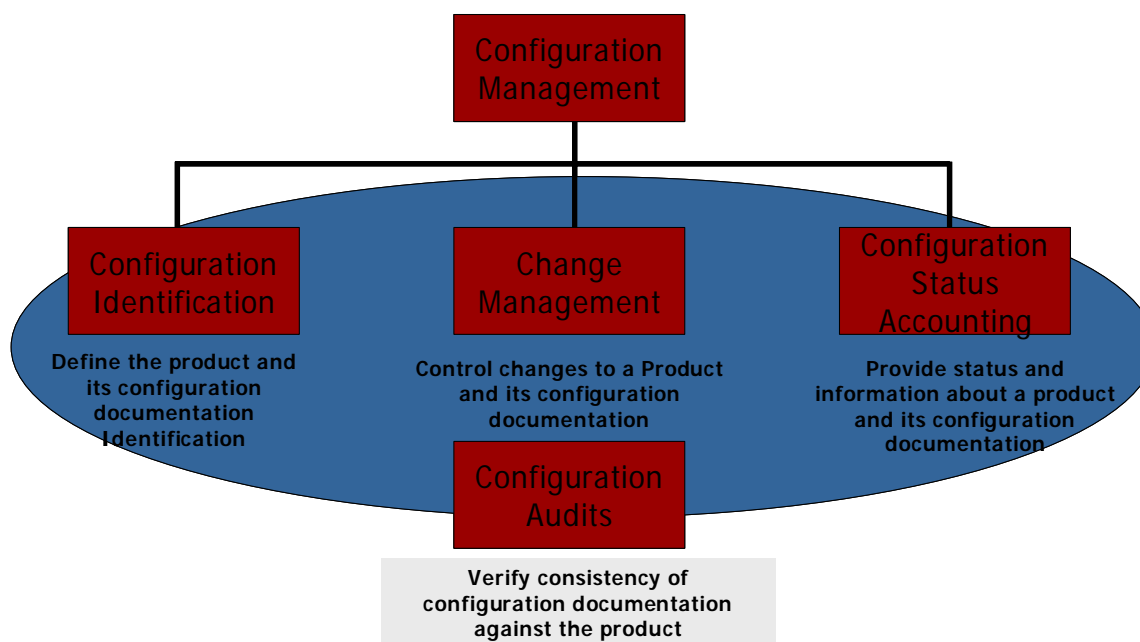 Configuration
Management
Configuration
Identification
Define the product and
its configuration
documentation
Identification
Change
Management
Control changes to a Product
and its configuration
documentation
Configuration
Status
Accounting
Provide status and
information about a product
and its configuration
documentation
Configuration
Audits
Verify consistency of
configuration documentation
against the product